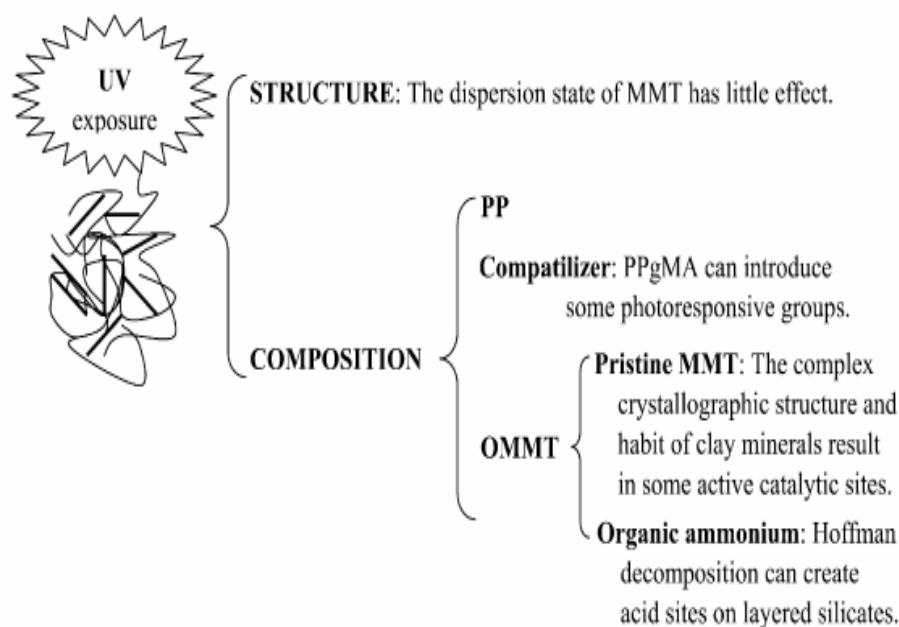 UV
exposure
STRUCTURE: The dispersion state of MMT has little effect.
COMPOSITION
PP
Compatilizer: PPgMA can introduce
some photoresponsive groups.
OMMT
Pristine MMT: The complex
crystallographic structure and
habit of clay minerals result
in some active catalytic sites.
Organic ammonium: Hoffman
decomposition can create
acid sites on layered silicates.